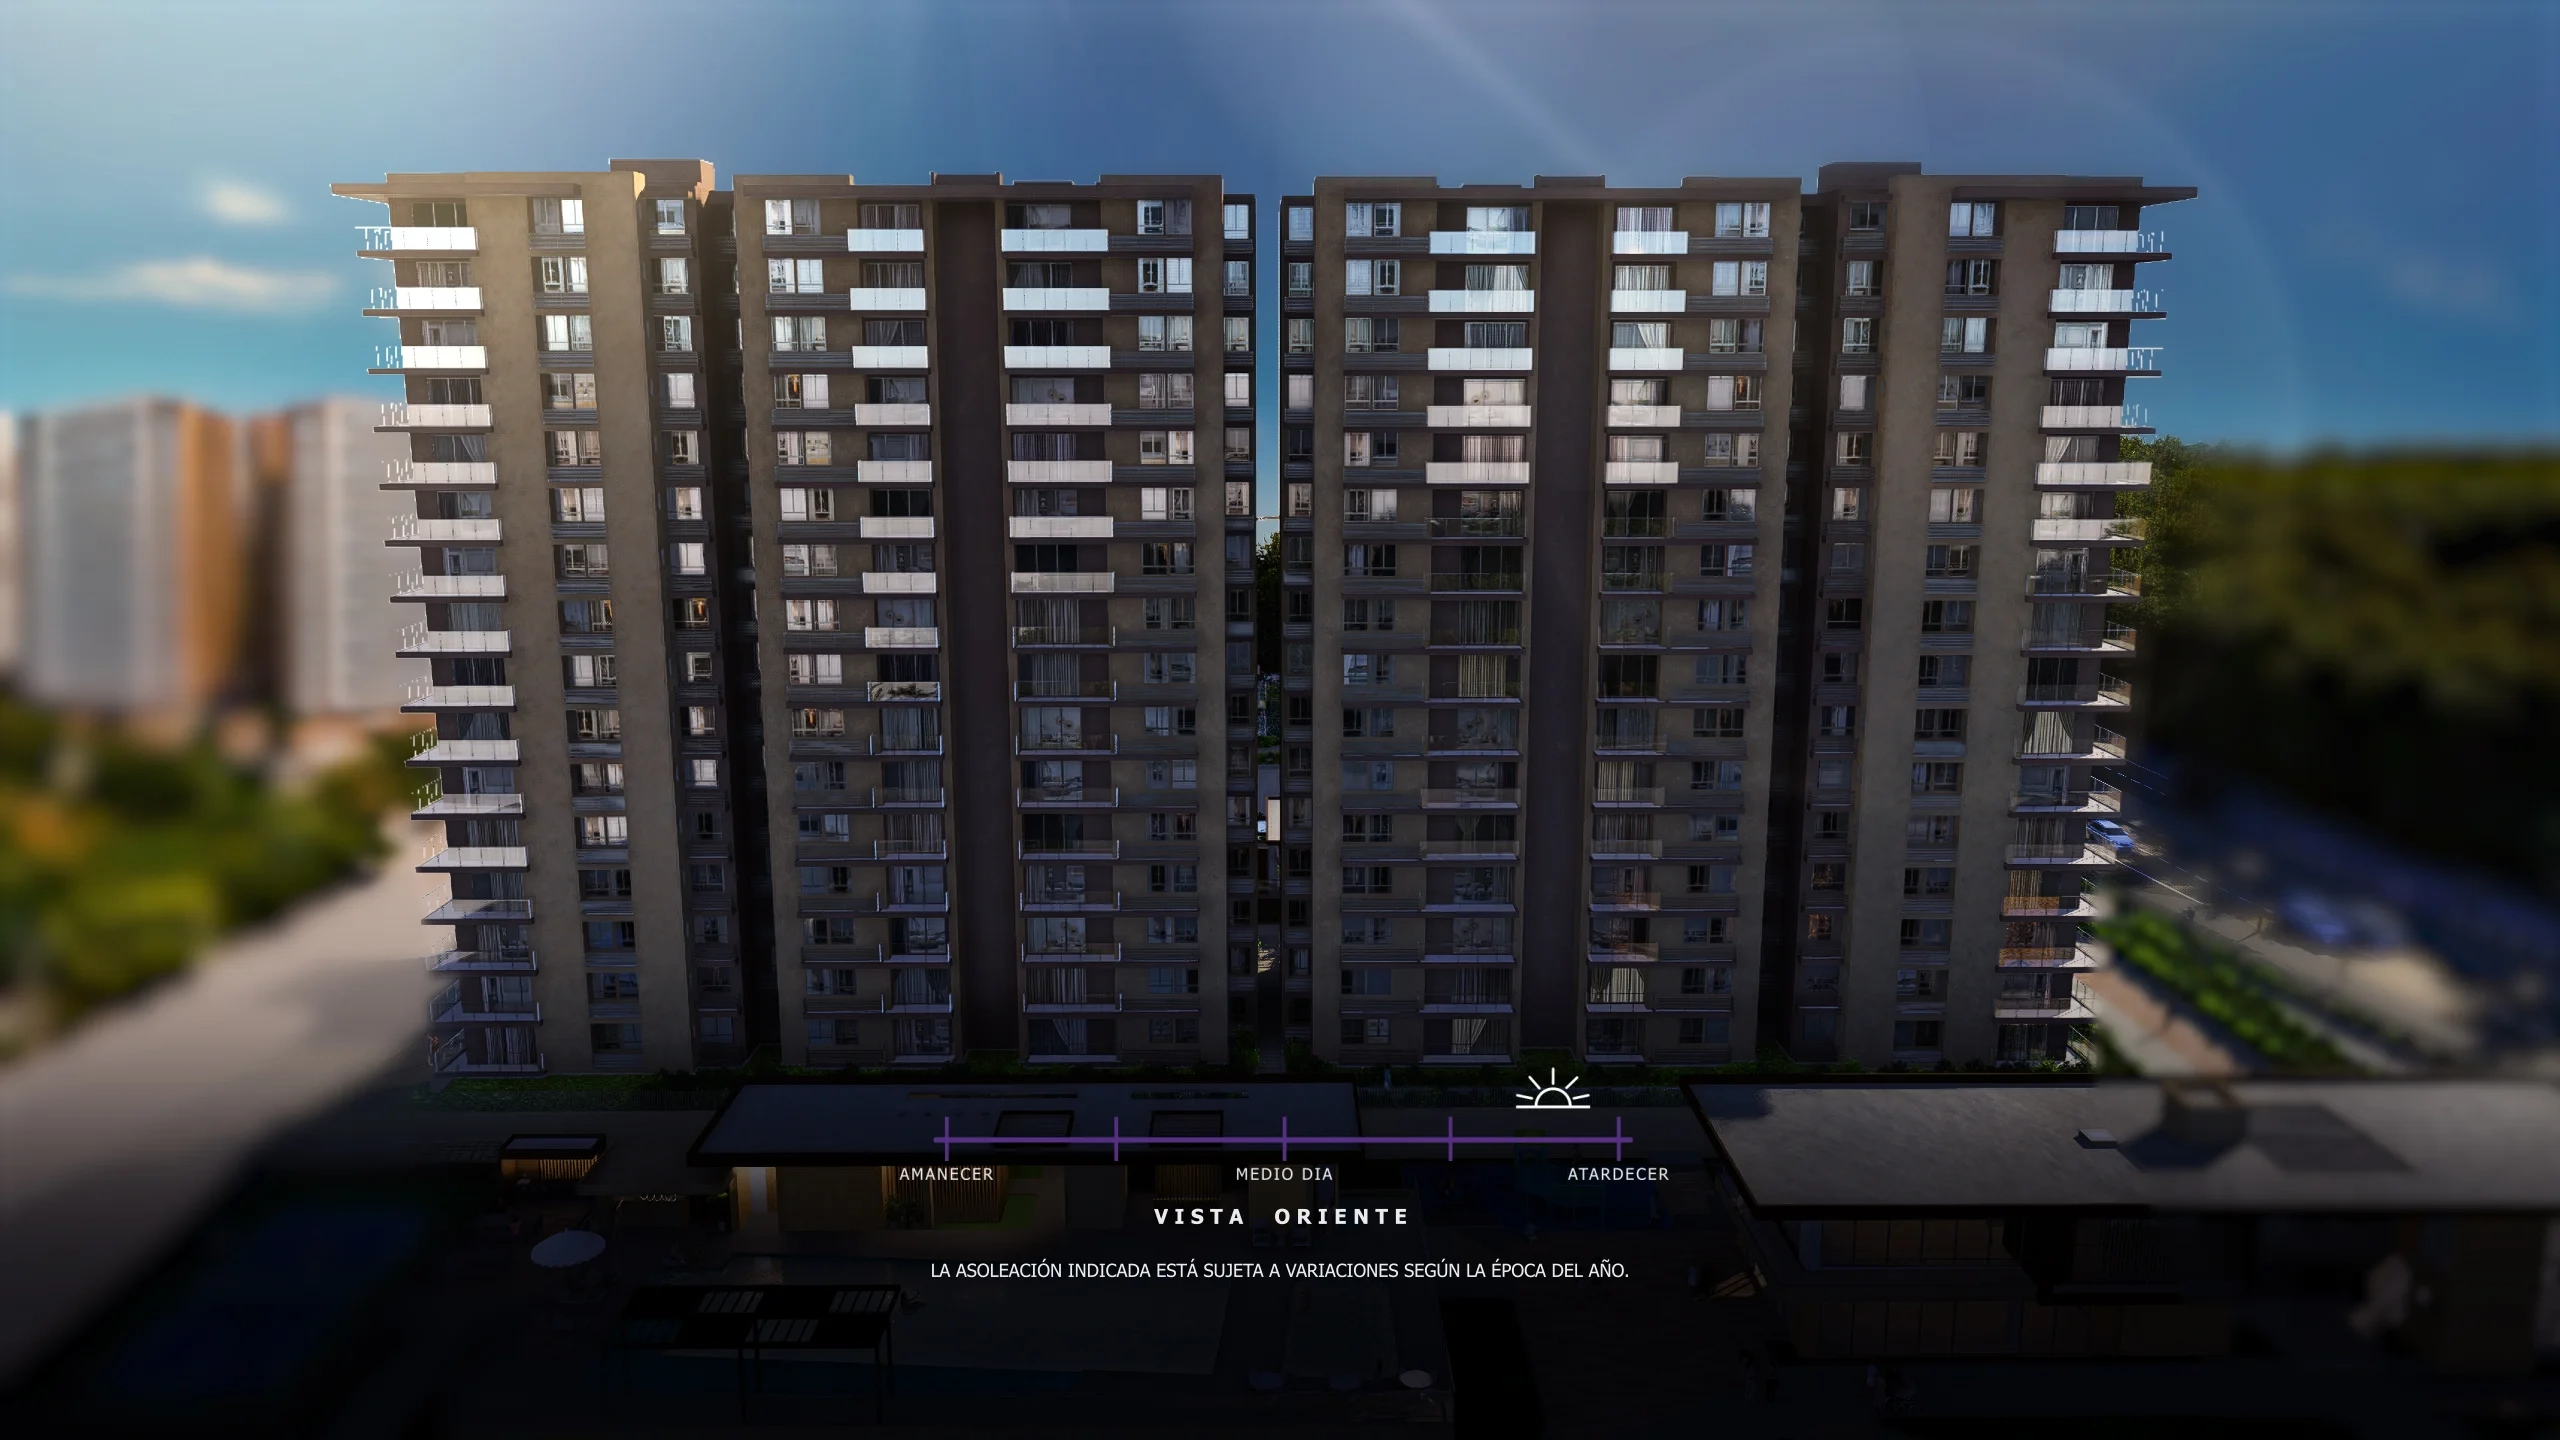 AMANECER MEDIO DIA ATARDECER
VISTA ORIENTE
LA ASOLEACIÓN INDICADA ESTÁ SUJETA A VARIACIONES SEGÚN LA ÉPOCA DEL AÑO.